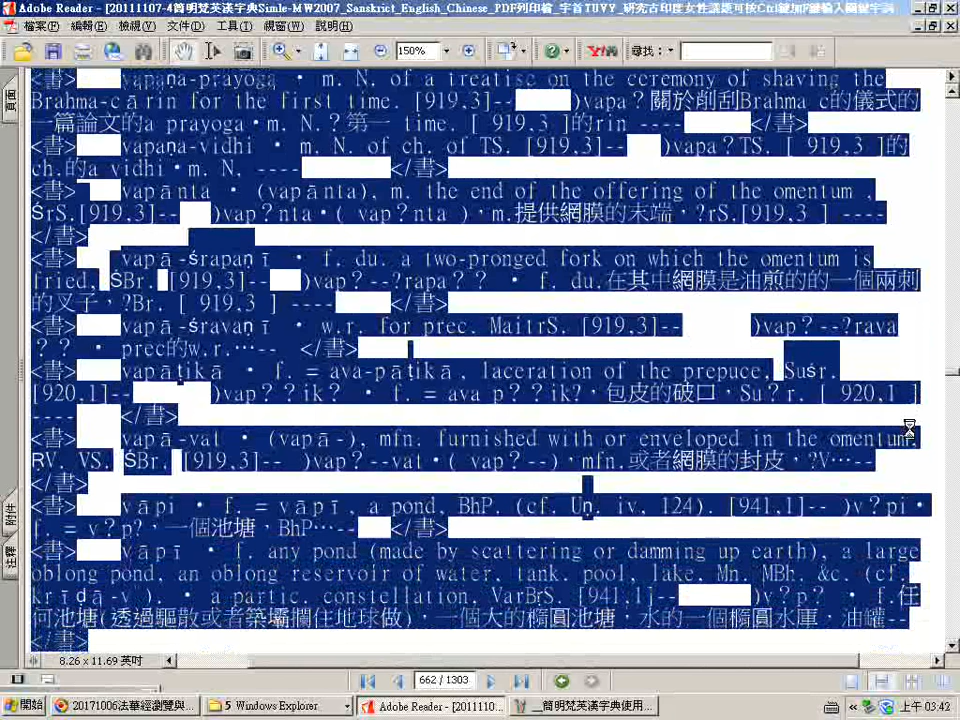 Adobe Reader - [20111107-4簡明梵英漢字典Simle-MW2007_Sanskrict_English_Chinese_PDF列印檔_字首TUVY_研究古印度女性議題可按Ctrl鍵加F鍵輸入關鍵字詞
檔案(F) 編輯(E) 檢視(V) 文件(D) 工具(T) 視窗(W) 說明(H)
150% 尋找：
頁面
附件
注釋
<書> vapaṇa-prayoga ‧ m. N. of a treatise on the ceremony of shaving the
Brahma-cārin for the first time. [919,3]-- )vapa？關於削刮Brahma c的儀式的
一篇論文的a prayoga‧m. N.？第一 time. [ 919,3 ]的rin ---- </書>
<書> vapaṇa-vidhi ‧ m. N. of ch. of TS. [919,3]-- )vapa？TS. [ 919,3 ]的
ch.的a vidhi‧m. N. ---- </書>
<書> vapānta ‧ (vapānta), m. the end of the offering of the omentum ,
ŚrS.[919,3]-- )vap？nta‧( vap？nta )，m.提供網膜的末端，?rS.[919,3 ] ----
</書>
<書> vapā-śrapaṇī ‧ f. du. a two-pronged fork on which the omentum is
fried, ŚBr. [919,3]-- )vap？--?rapa？？ ‧ f. du.在其中網膜是油煎的的一個兩刺
的叉子，?Br. [ 919,3 ] ---- </書>
<書> vapā-śravaṇī ‧ w.r. for prec. MaitrS. [919,3]-- )vap？--?rava
？？ ‧ prec的w.r.…-- </書>
<書> vapāṭikā ‧ f. = ava-pāṭikā, laceration of the prepuce, Suśr.
[920,1]-- )vap？？ik？ ‧ f. = ava p？？ik?，包皮的破口，Su？r. [ 920,1 ]
---- </書>
<書> vapā-vat ‧ (vapā-), mfn. furnished with or enveloped in the omentum,
RV. VS. ŚBr. [919,3]-- )vap？--vat‧( vap？--)，mfn.或者網膜的封皮，?V…--
</書>
<書> vāpi ‧ f. = vāpī, a pond, BhP. (cf. Uṇ. iv, 124). [941,1]-- )v？pi‧
f. = v？p?，一個池塘，BhP…-- </書>
<書> vāpī ‧ f. any pond (made by scattering or damming up earth), a large
oblong pond, an oblong reservoir of water, tank. pool, lake, Mn. MBh. &c. (cf.
Krīḍā-v ). ‧ a partic. constellation, VarBṛS. [941,1]-- )v？p？ ‧ f.任
何池塘(透過驅散或者築壩攔住地球做)，一個大的橢圓池塘，水的一個橢圓水庫，油罐--
</書>
8.26 x 11.69 英吋
662 / 1303
開始 20171006法華經瀏覽與... 5 Windows Explorer Adobe Reader - [2011110... __簡明梵英漢字典使用... 上午 03:42